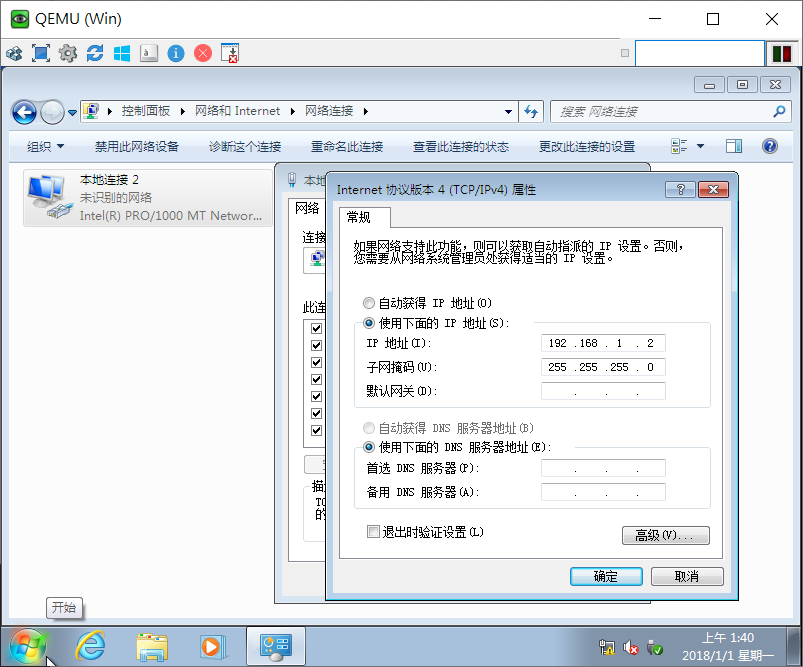 QEMU (Win)
控制面板 网络和 Internet 网络连接
搜索 网络连接
组织 禁用此网络设备 诊断这个连接 重命名此连接 查看此连接的状态 更改此连接的设置
本地连接 2
未识别的网络
Intel(R) PRO/1000 MT Networ...
本地
网络
连接
此连
描
TC
的
Internet 协议版本 4 (TCP/IPv4) 属性
常规
如果网络支持此功能，则可以获取自动指派的 IP 设置。否则，
您需要从网络系统管理员处获得适当的 IP 设置。
自动获得 IP 地址(O)
使用下面的 IP 地址(S):
IP 地址(I): 192 .168 . 1 . 2
子网掩码(U): 255 .255 .255 . 0
默认网关(D): . . .
自动获得 DNS 服务器地址(B)
使用下面的 DNS 服务器地址(E):
首选 DNS 服务器(P): . . .
备用 DNS 服务器(A): . . .
退出时验证设置(L)
高级(V)...
确定 取消
开始
上午 1:40
2018/1/1 星期一